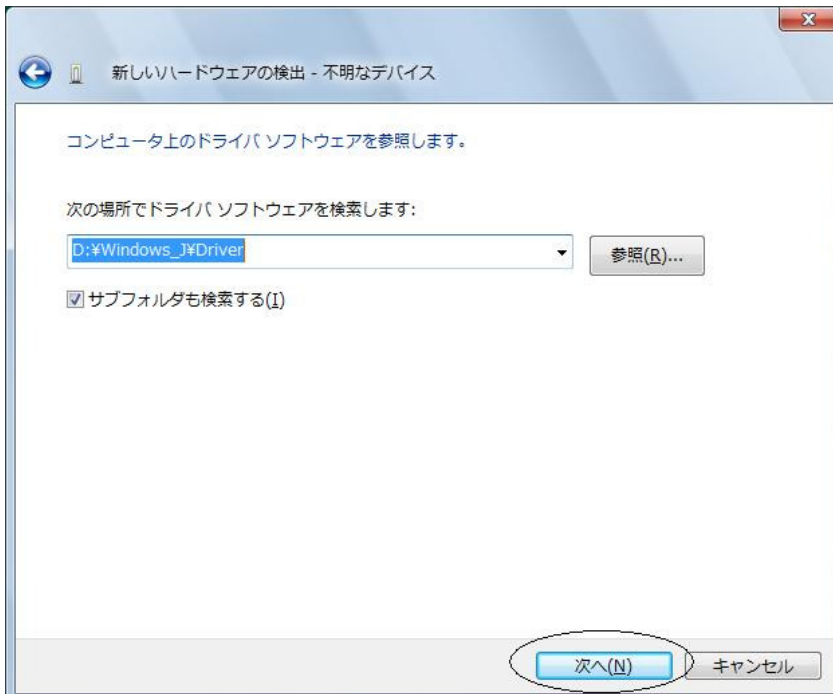 新しいハードウェアの検出 - 不明なデバイス
コンピュータ上のドライバ ソフトウェアを参照します。
次の場所でドライバ ソフトウェアを検索します:
D:¥Windows_J¥Driver
参照(R)...
サブフォルダも検索する(I)
次へ(N)
キャンセル